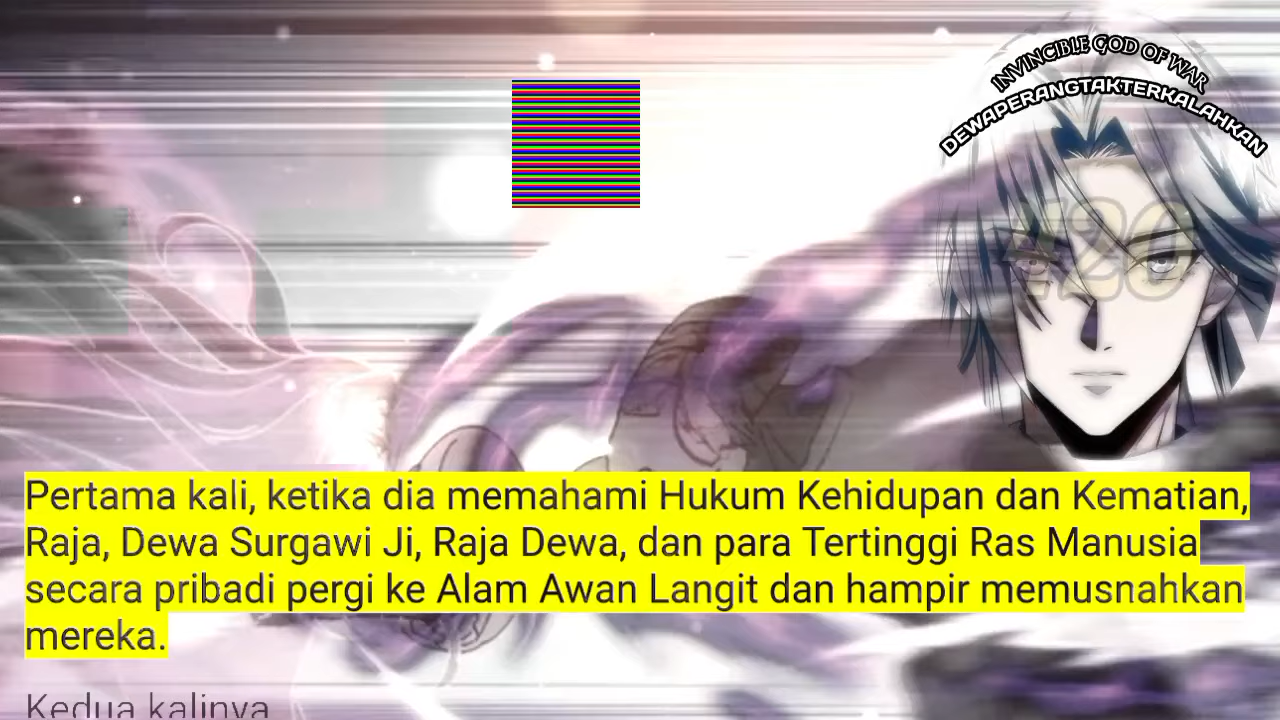 INVINCIBLE GOD OF WAR
DEWAPERANGTAKTERKALAHKAN
#20
Pertama kali, ketika dia memahami Hukum Kehidupan dan Kematian,
Raja, Dewa Surgawi Ji, Raja Dewa, dan para Tertinggi Ras Manusia
secara pribadi pergi ke Alam Awan Langit dan hampir memusnahkan
mereka.
Kedua kalinya